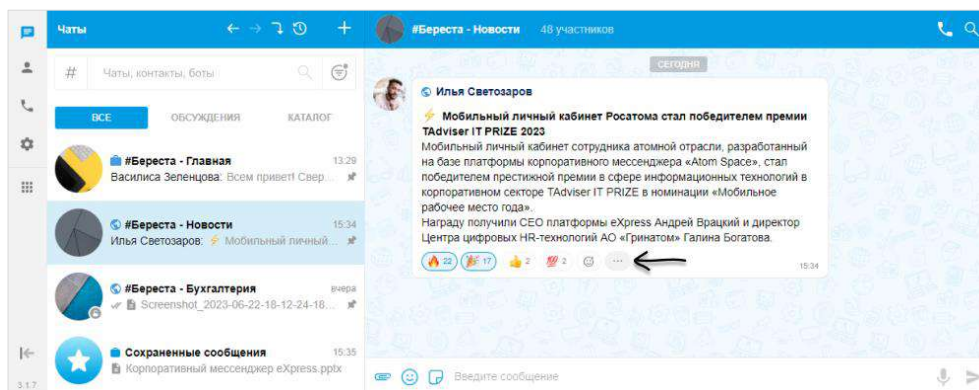 Чаты
#Береста - Новости 48 участников
СЕГОДНЯ
# Чаты, контакты, боты
ВСЕ ОБСУЖДЕНИЯ КАТАЛОГ
#Береста - Главная 13:29
Василиса Зеленцова: Всем привет! Свер...
#Береста - Новости 15:34
Илья Светозаров: ⚡ Мобильный личный...
#Береста - Бухгалтерия вчера
Screenshot_2023-06-22-18-12-24-18...
Сохраненные сообщения 15:35
Корпоративный мессенджер eXpress.pptx
3.1.7
Илья Светозаров
⚡ Мобильный личный кабинет Росатома стал победителем премии
TAdviser IT PRIZE 2023
Мобильный личный кабинет сотрудника атомной отрасли, разработанный
на базе платформы корпоративного мессенджера «Atom Space», стал
победителем престижной премии в сфере информационных технологий в
корпоративном секторе TAdviser IT PRIZE в номинации «Мобильное
рабочее место года».
Награду получили CEO платформы eXpress Андрей Врацкий и директор
Центра цифровых HR-технологий АО «Гринатом» Галина Богатова.
🔥 22 🎉 17 👍 2 💯 2 ...
15:34
Введите сообщение